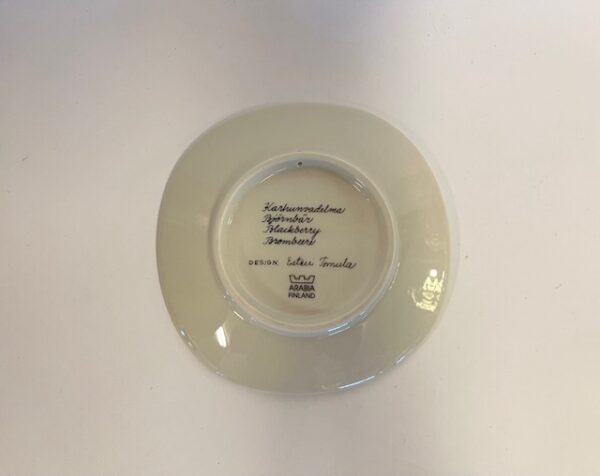 Karhunvadelma
Björnbär
Blackberry
Brombeere
DESIGN. Esteri Tomula
ARABIA
FINLAND